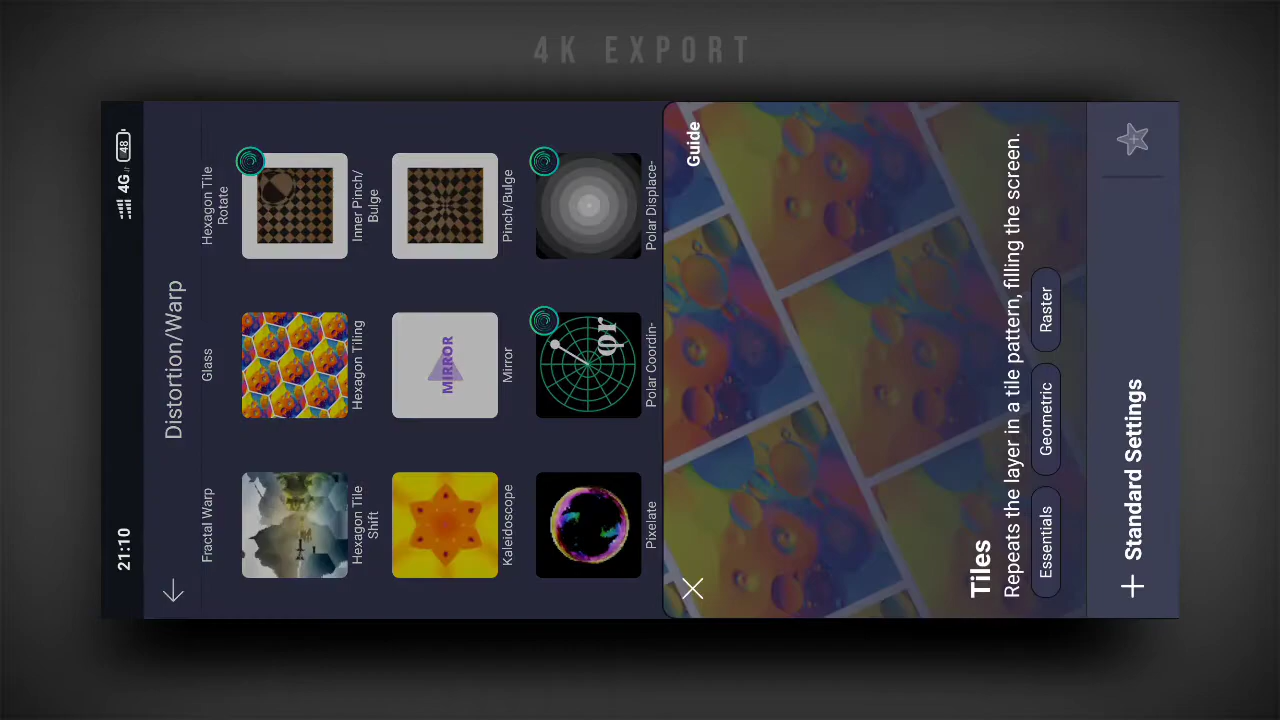 4K EXPORT
21:10
4G
48
Distortion/Warp
Fractal Warp
Glass
Hexagon Tile
Rotate
Hexagon Tile
Shift
Hexagon Tiling
Inner Pinch/
Bulge
MIRROR
Kaleidoscope
Mirror
Pinch/Bulge
φr
Pixelate
Polar Coordin-
Polar Displace-
Guide
Tiles
Repeats the layer in a tile pattern, filling the screen.
Essentials
Geometric
Raster
+ Standard Settings